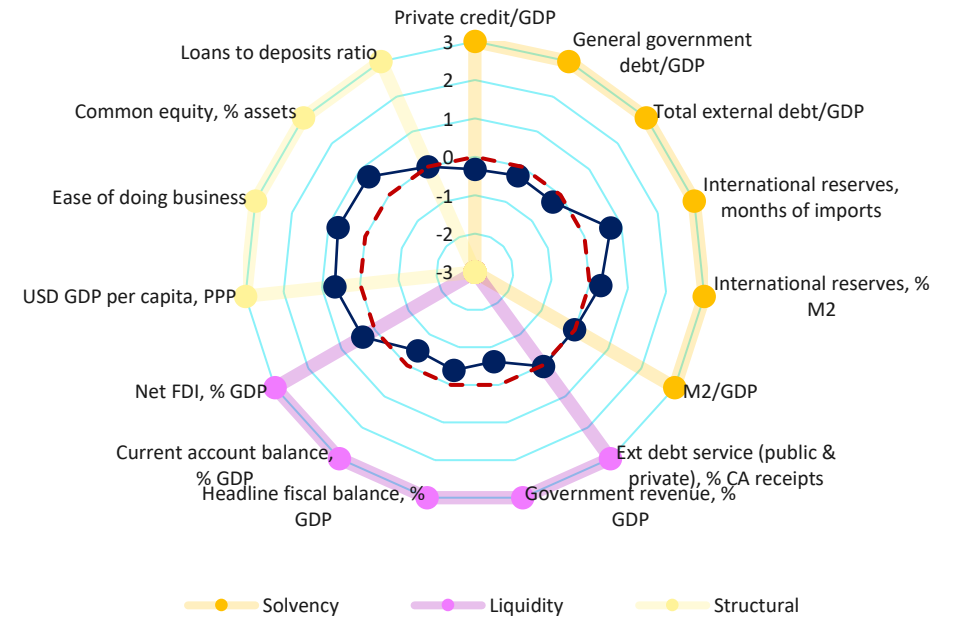 Private credit/GDP
General government
debt/GDP
Total external debt/GDP
International reserves,
months of imports
International reserves, %
M2
M2/GDP
Ext debt service (public &
private), % CA receipts
Government revenue, %
GDP
Headline fiscal balance, %
GDP
Current account balance,
% GDP
Net FDI, % GDP
USD GDP per capita, PPP
Ease of doing business
Common equity, % assets
Loans to deposits ratio
3
2
1
0
-1
-2
-3
Solvency
Liquidity
Structural